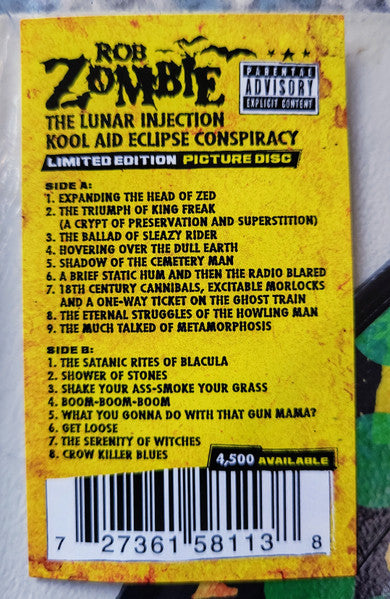 ROB
ZOMBIE
PARENTAL
ADVISORY
EXPLICIT CONTENT
THE LUNAR INJECTION
KOOL AID ECLIPSE CONSPIRACY
LIMITED EDITION PICTURE DISC
SIDE A:
1. EXPANDING THE HEAD OF ZED
2. THE TRIUMPH OF KING FREAK
(A CRYPT OF PRESERVATION AND SUPERSTITION)
3. THE BALLAD OF SLEAZY RIDER
4. HOVERING OVER THE DULL EARTH
5. SHADOW OF THE CEMETERY MAN
6. A BRIEF STATIC HUM AND THEN THE RADIO BLARED
7. 18TH CENTURY CANNIBALS, EXCITABLE MORLOCKS
AND A ONE-WAY TICKET ON THE GHOST TRAIN
8. THE ETERNAL STRUGGLES OF THE HOWLING MAN
9. THE MUCH TALKED OF METAMORPHOSIS
SIDE B:
1. THE SATANIC RITES OF BLACULA
2. SHOWER OF STONES
3. SHAKE YOUR ASS-SMOKE YOUR GRASS
4. BOOM-BOOM-BOOM
5. WHAT YOU GONNA DO WITH THAT GUN MAMA?
6. GET LOOSE
7. THE SERENITY OF WITCHES
8. CROW KILLER BLUES
4,500 AVAILABLE
7 27361 58113 8